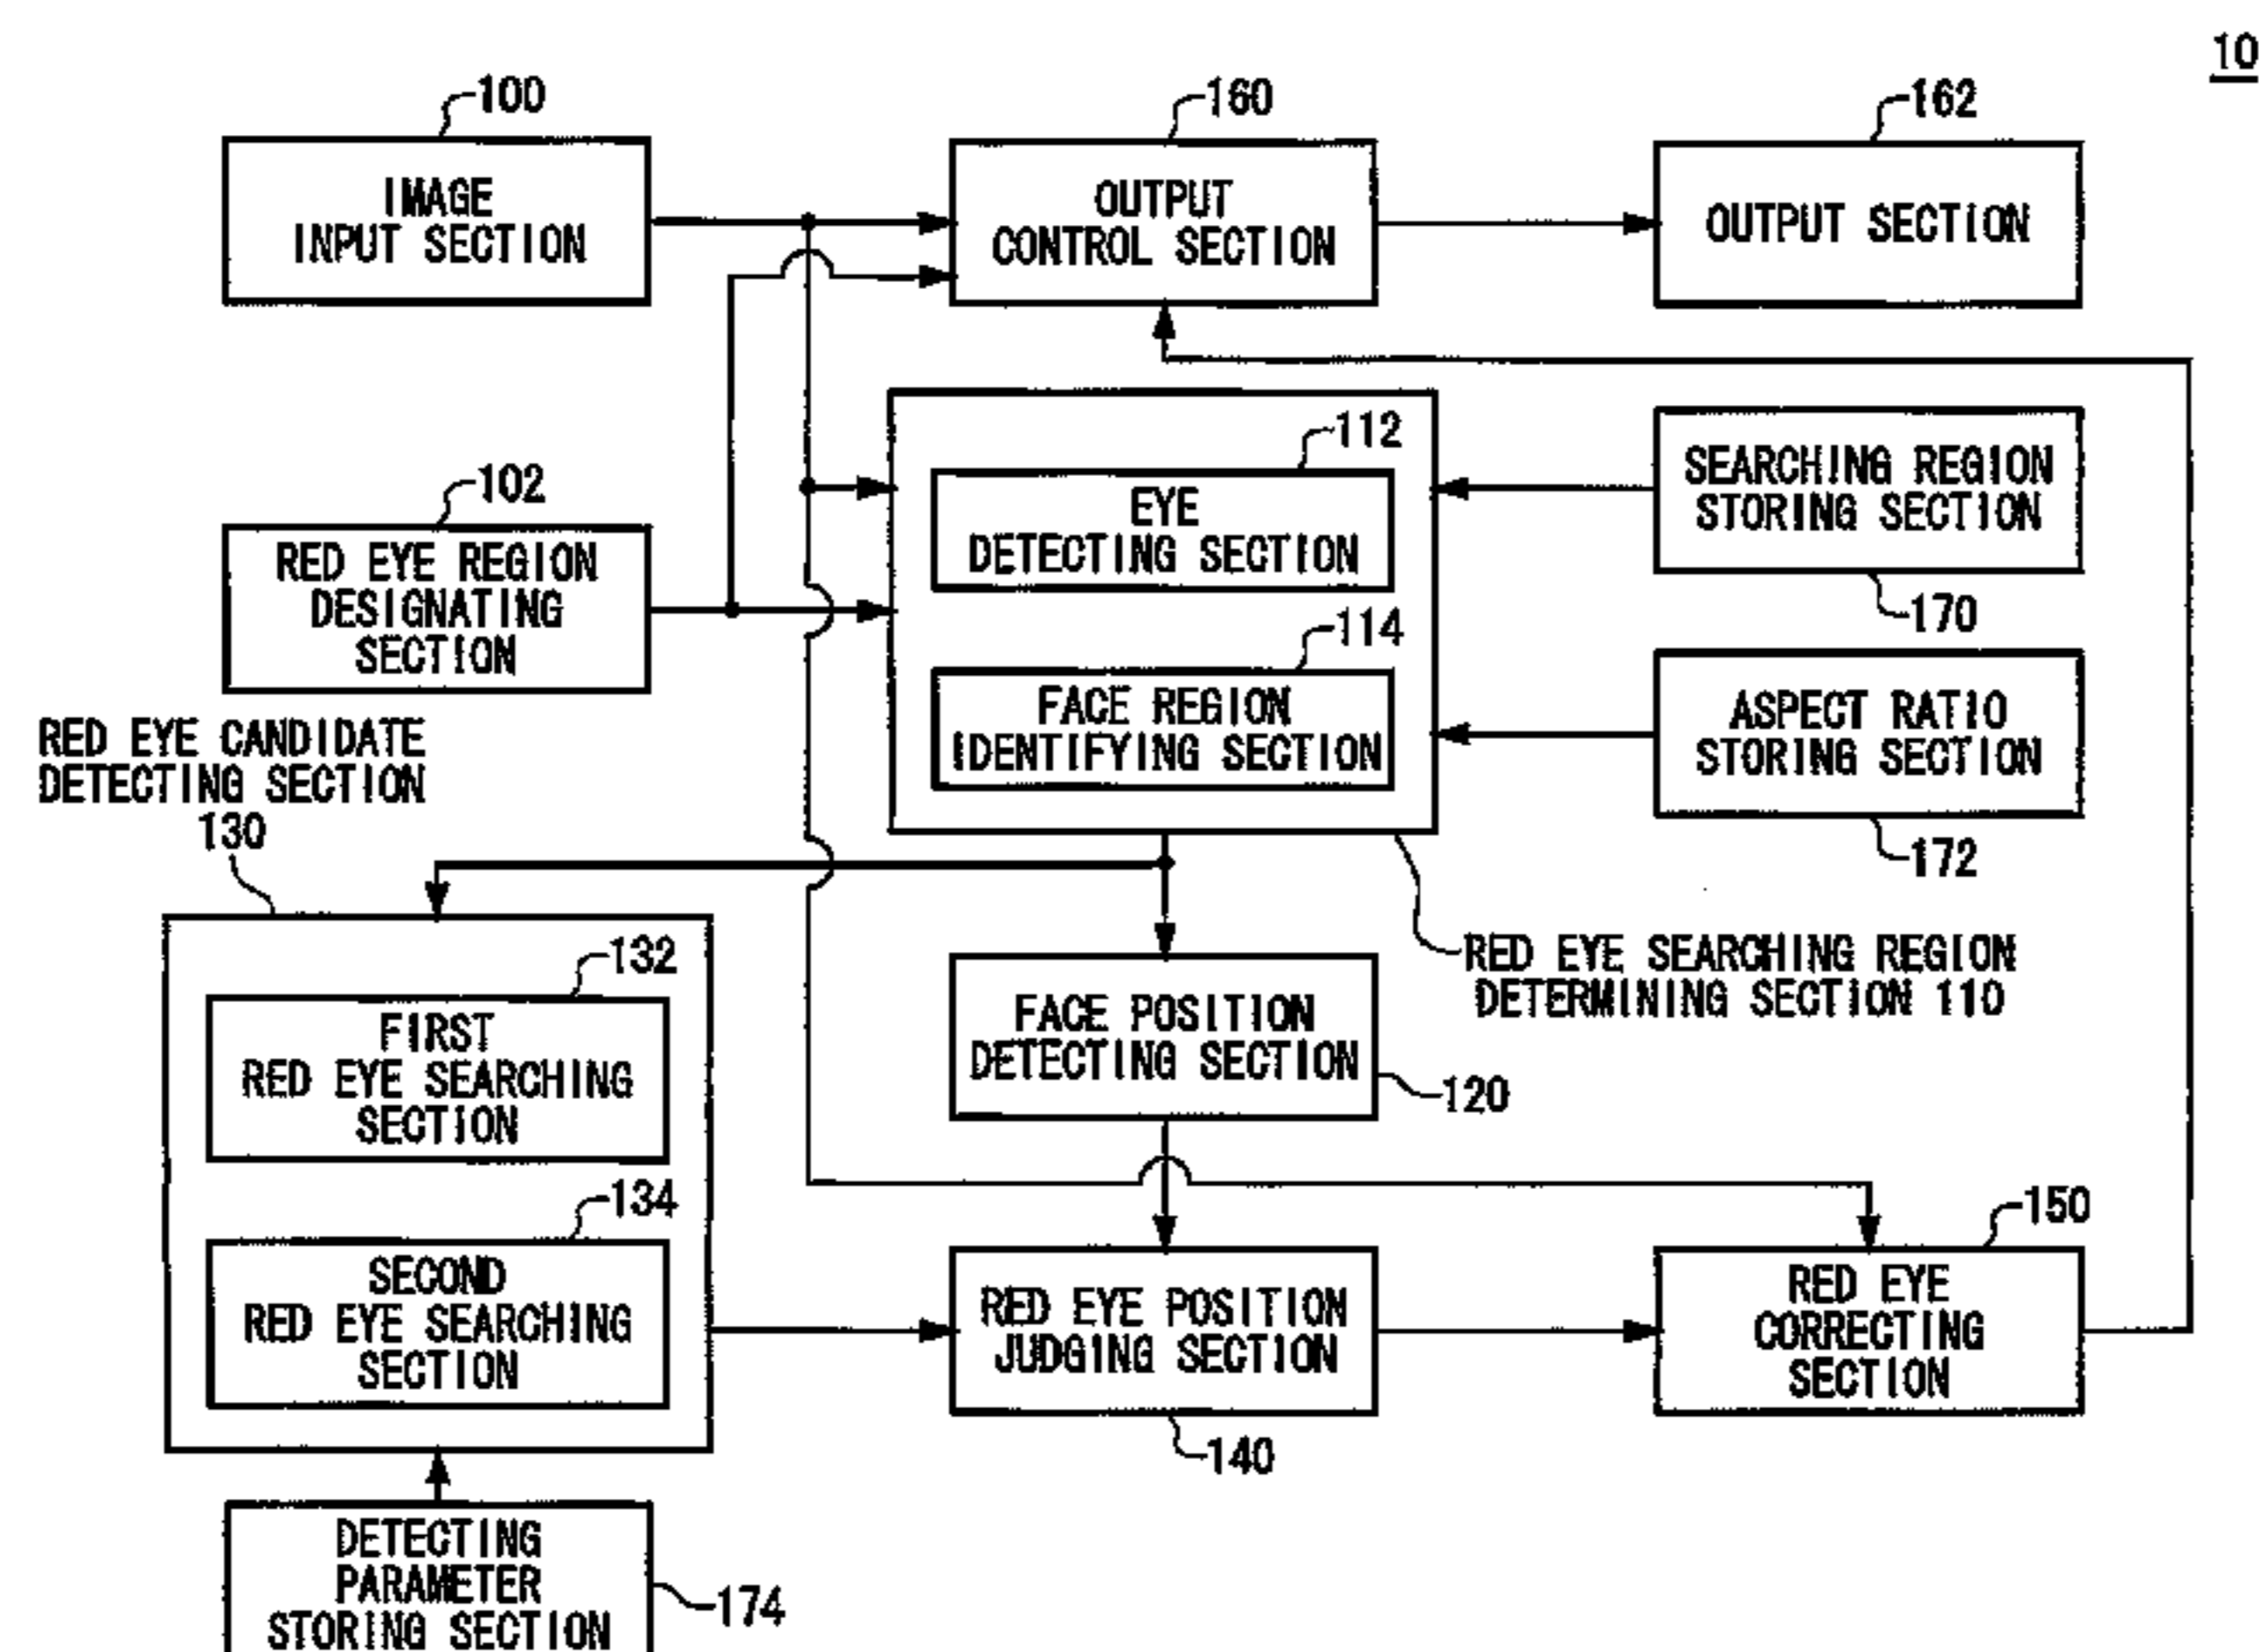 10
100
IMAGE
INPUT SECTION
160
OUTPUT
CONTROL SECTION
162
OUTPUT SECTION
102
RED EYE REGION
DESIGNATING
SECTION
112
EYE
DETECTING SECTION
114
FACE REGION
IDENTIFYING SECTION
SEARCHING REGION
STORING SECTION
170
ASPECT RATIO
STORING SECTION
172
RED EYE CANDIDATE
DETECTING SECTION
130
RED EYE SEARCHING REGION
DETERMINING SECTION 110
132
FIRST
RED EYE SEARCHING
SECTION
FACE POSITION
DETECTING SECTION
120
134
SECOND
RED EYE SEARCHING
SECTION
RED EYE POSITION
JUDGING SECTION
140
150
RED EYE
CORRECTING
SECTION
DETECTING
PARAMETER
STORING SECTION
174